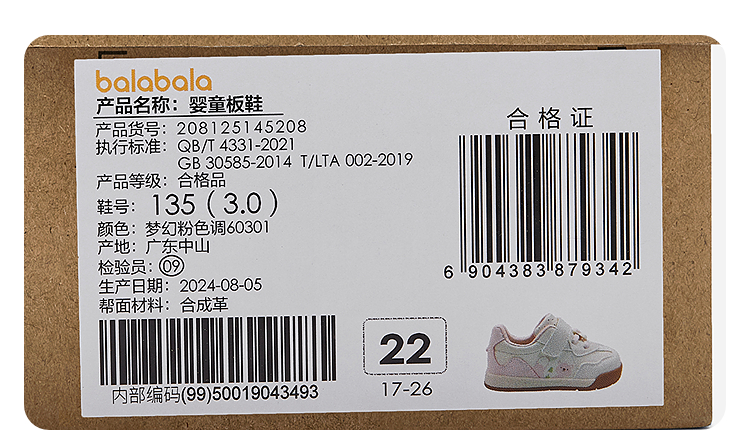 balabala
产品名称：婴童板鞋
产品货号：208125145208
执行标准：QB/T 4331-2021
GB 30585-2014 T/LTA 002-2019
产品等级：合格品
鞋号：135（3.0）
颜色：梦幻粉色调60301
产地：广东中山
检验员：09
生产日期：2024-08-05
帮面材料：合成革
内部编码(99)50019043493
合格证
6 904383 879342
22
17-26